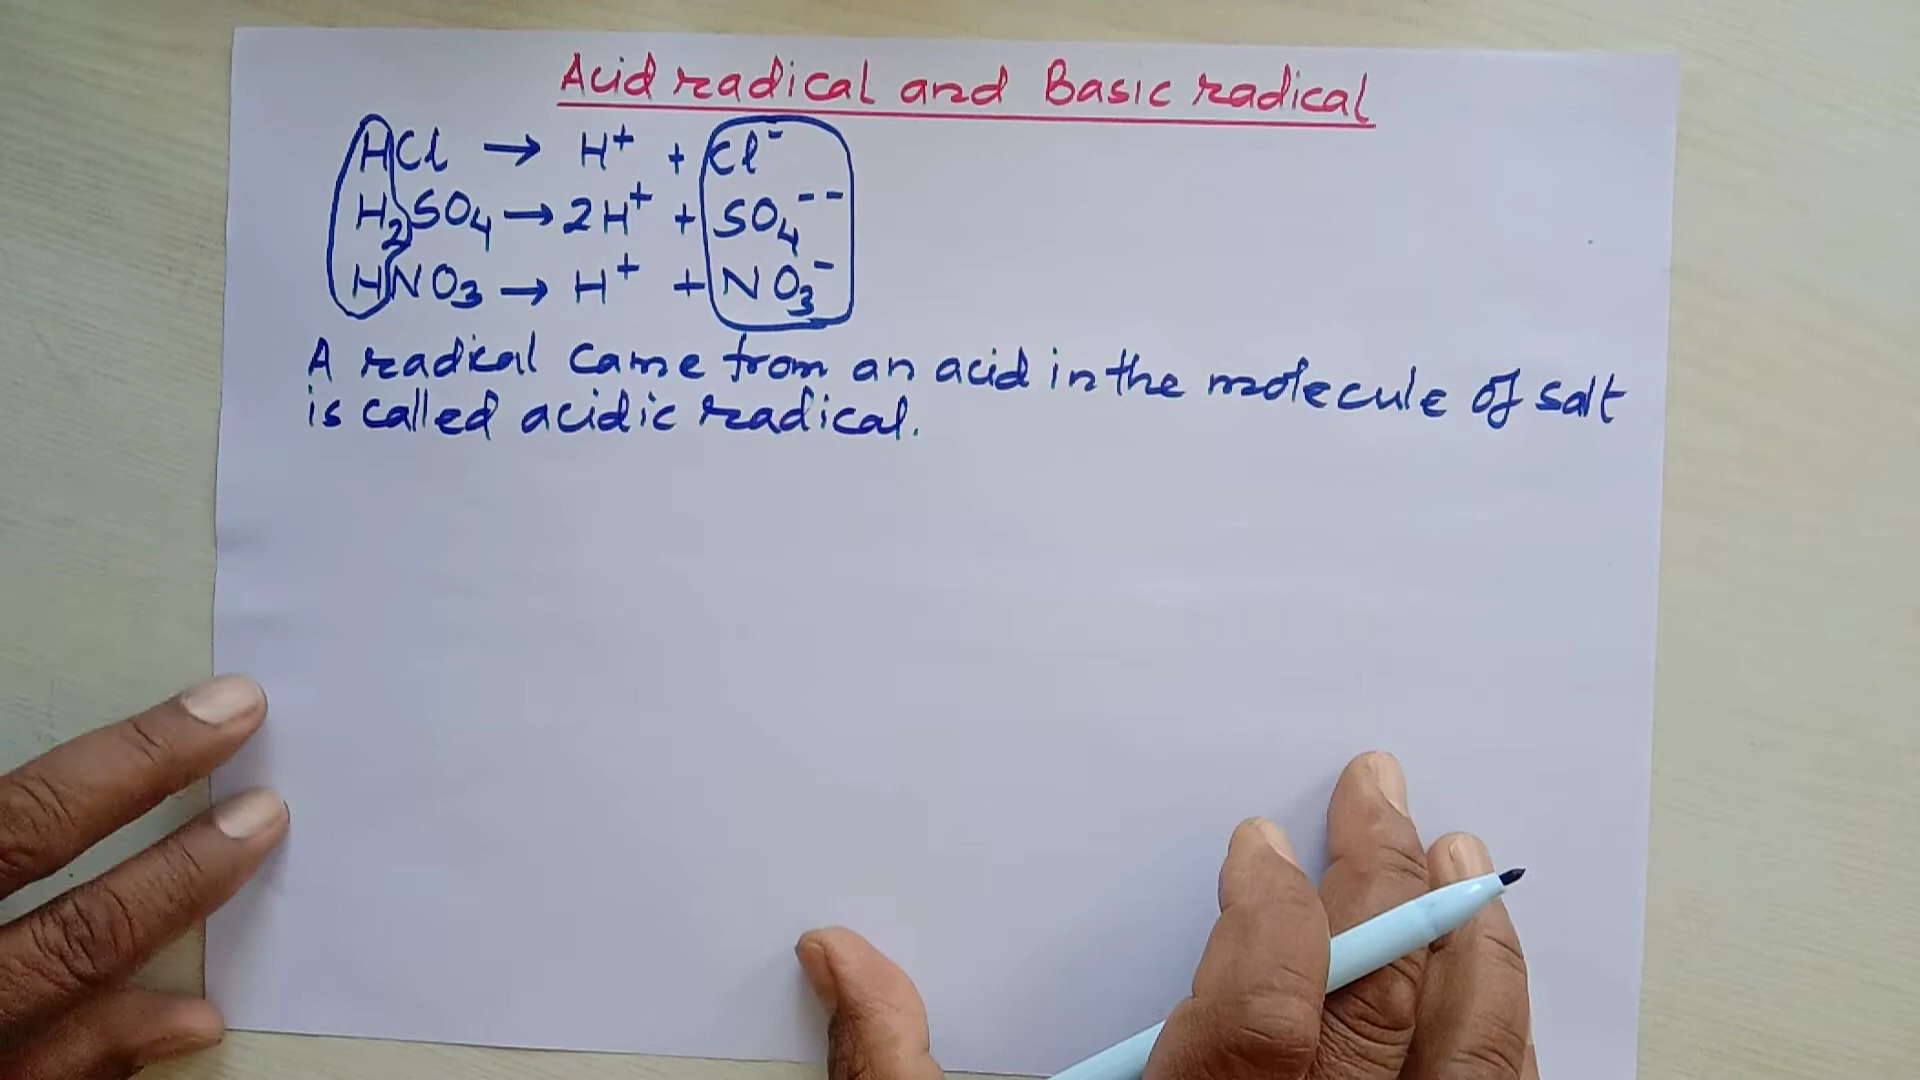 Acid radical and Basic radical
HCl → H⁺ + Cl⁻
H₂SO₄ → 2H⁺ + SO₄⁻⁻
HNO₃ → H⁺ + NO₃⁻
A radical came from an acid in the molecule of salt
is called acidic radical.